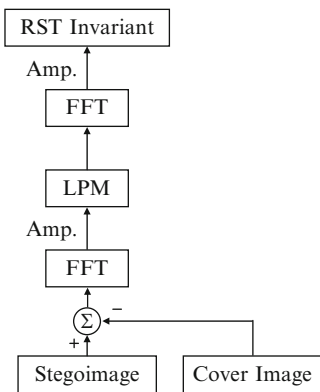 RST Invariant
Amp.
FFT
LPM
Amp.
FFT
Σ
−
+
Stegoimage
Cover Image